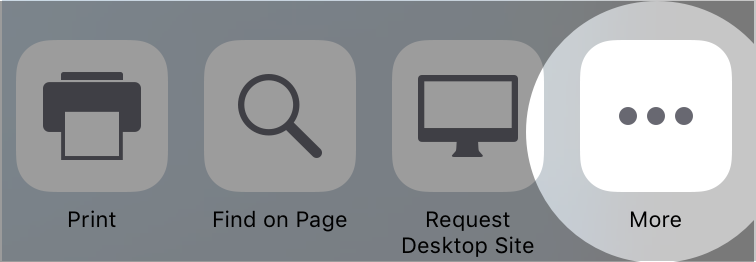 Print
Find on Page
Request
Desktop Site
More